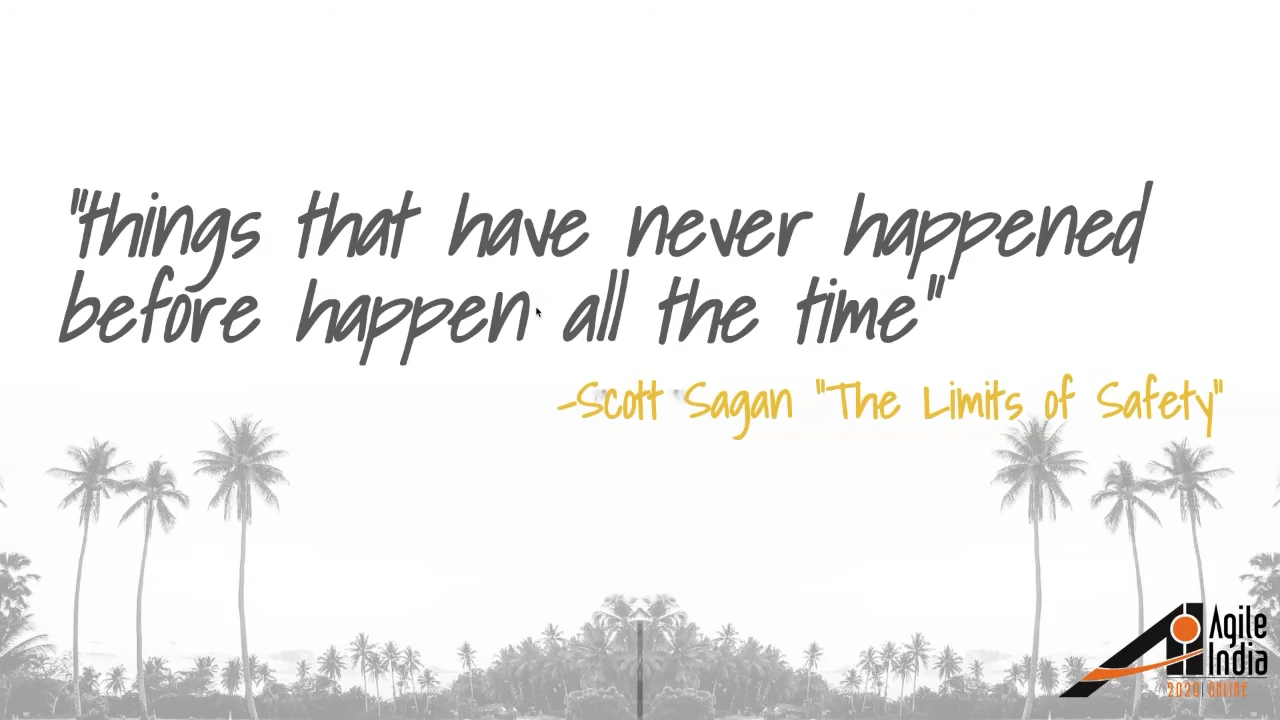 "things that have never happened
before happen all the time"
-Scott Sagan "The Limits of Safety"
Agile
India
2020 ONLINE